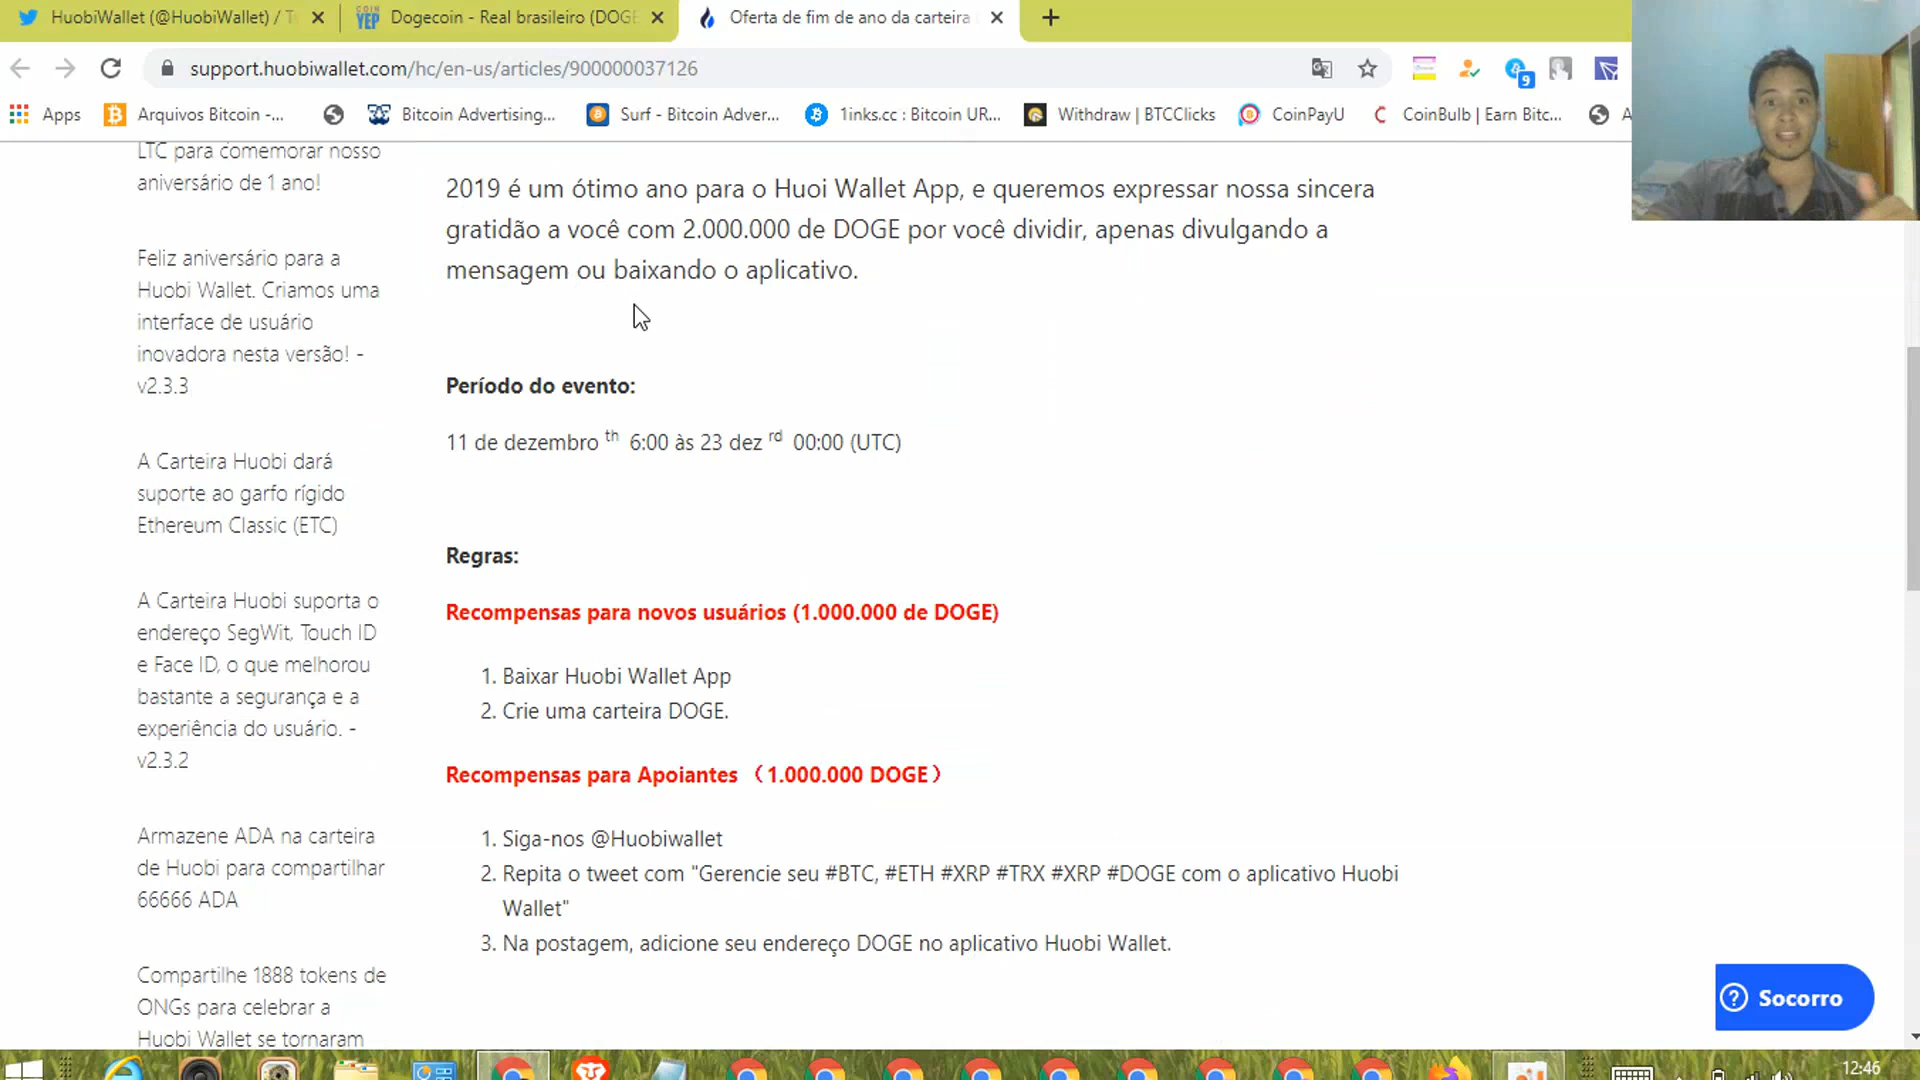 HuobiWallet (@HuobiWallet) / T
Dogecoin - Real brasileiro (DOGE
Oferta de fim de ano da carteira
support.huobiwallet.com/hc/en-us/articles/900000037126
9
Apps
Arquivos Bitcoin -...
Bitcoin Advertising...
Surf - Bitcoin Adver...
1inks.cc : Bitcoin UR...
Withdraw | BTCClicks
CoinPayU
CoinBulb | Earn Bitc...
A
LTC para comemorar nosso
aniversário de 1 ano!
Feliz aniversário para a
Huobi Wallet. Criamos uma
interface de usuário
inovadora nesta versão! -
v2.3.3
A Carteira Huobi dará
suporte ao garfo rígido
Ethereum Classic (ETC)
A Carteira Huobi suporta o
endereço SegWit, Touch ID
e Face ID, o que melhorou
bastante a segurança e a
experiência do usuário. -
v2.3.2
Armazene ADA na carteira
de Huobi para compartilhar
66666 ADA
Compartilhe 1888 tokens de
ONGs para celebrar a
Huobi Wallet se tornaram
2019 é um ótimo ano para o Huoi Wallet App, e queremos expressar nossa sincera
gratidão a você com 2.000.000 de DOGE por você dividir, apenas divulgando a
mensagem ou baixando o aplicativo.
Período do evento:
11 de dezembro th 6:00 às 23 dez rd 00:00 (UTC)
Regras:
Recompensas para novos usuários (1.000.000 de DOGE)
1. Baixar Huobi Wallet App
2. Crie uma carteira DOGE.
Recompensas para Apoiantes （1.000.000 DOGE）
1. Siga-nos @Huobiwallet
2. Repita o tweet com "Gerencie seu #BTC, #ETH #XRP #TRX #XRP #DOGE com o aplicativo Huobi
Wallet"
3. Na postagem, adicione seu endereço DOGE no aplicativo Huobi Wallet.
Socorro
12:46